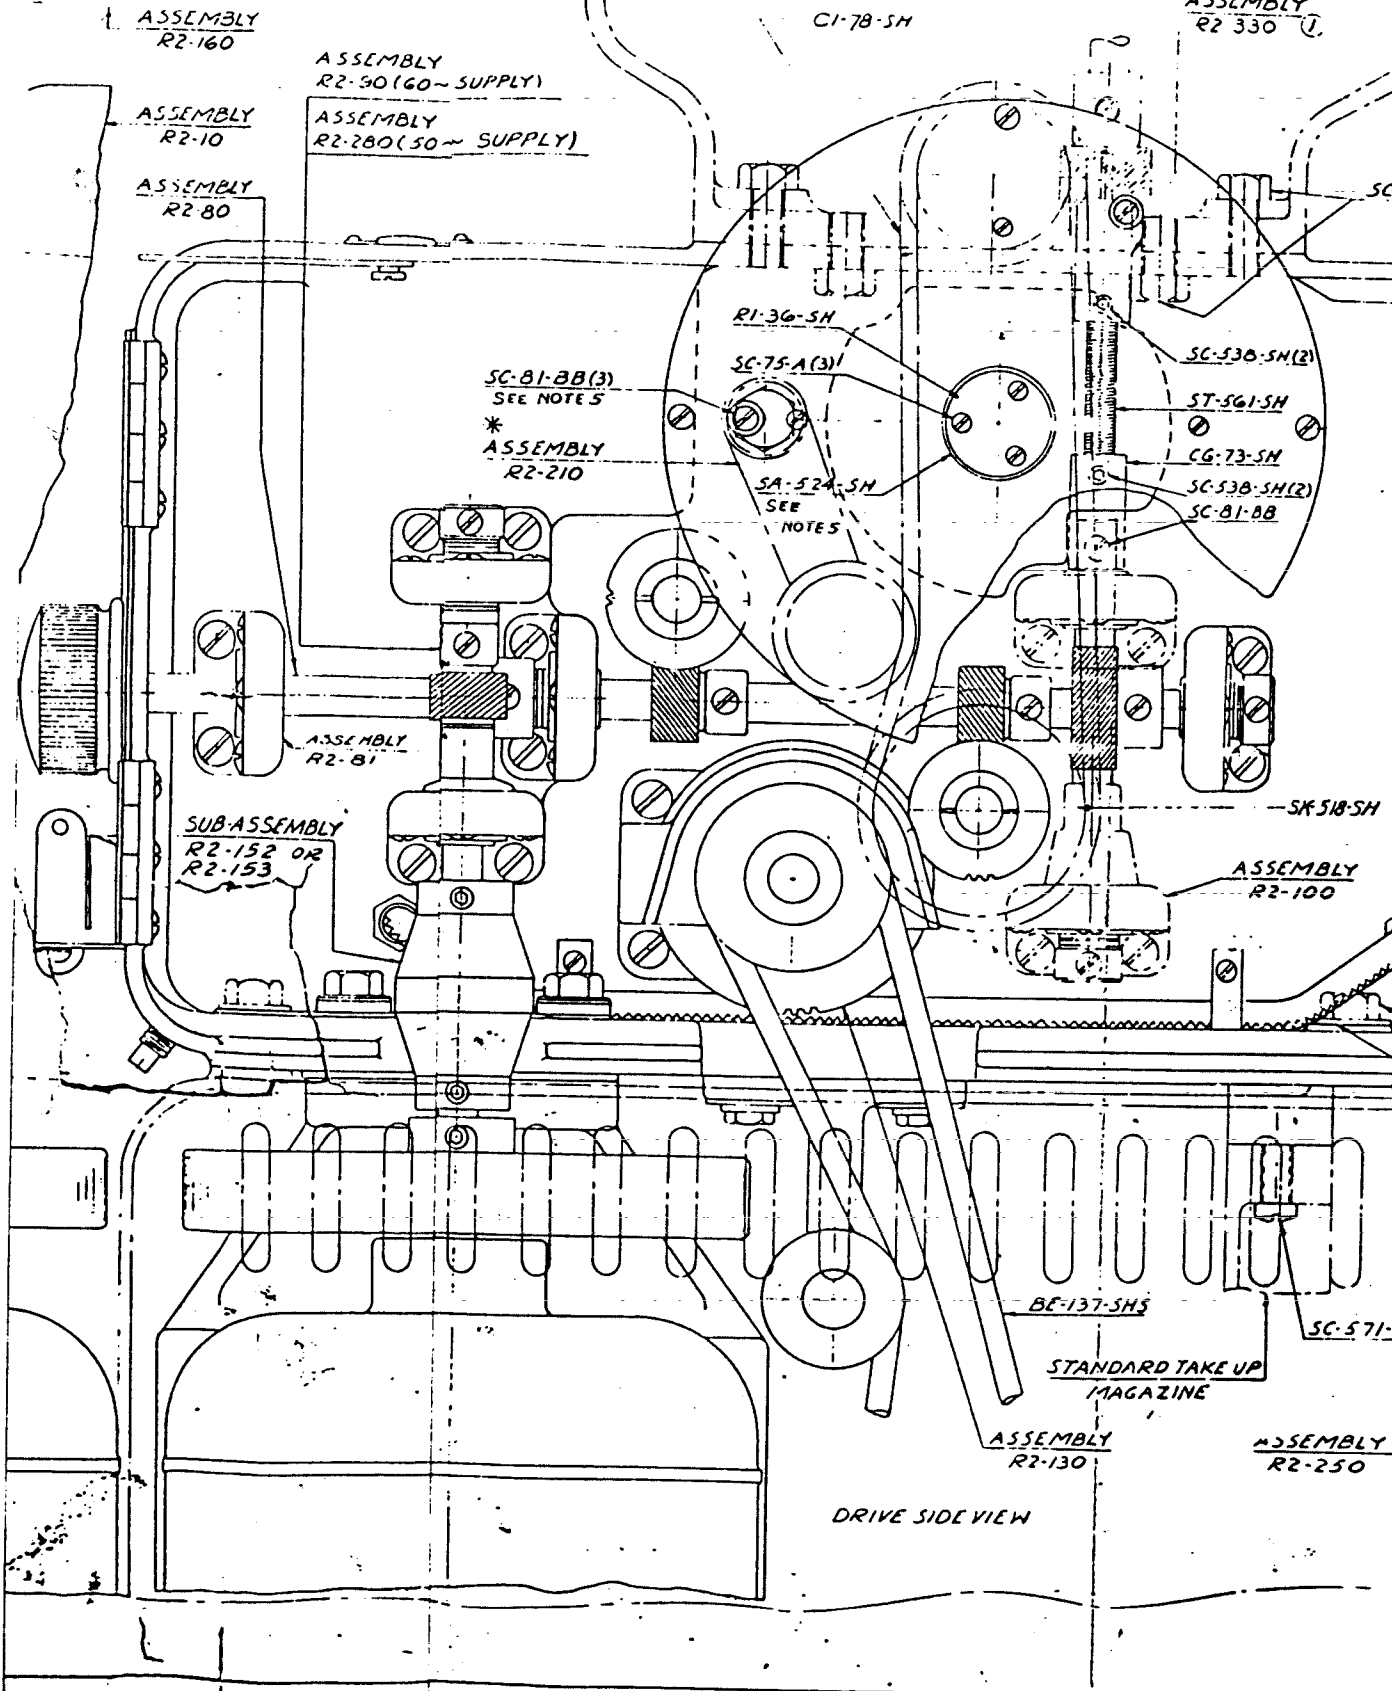 ASSEMBLY
R2-160
C1-78-SH
ASSEMBLY
R2 330 1.
ASSEMBLY
R2-90 (60~ SUPPLY)
ASSEMBLY
R2-280 (50~ SUPPLY)
ASSEMBLY
R2-10
ASSEMBLY
R2-80
SC
R1-36-SH
SC-75-A(3)
SC-81-BB(3)
SEE NOTE 5
*
ASSEMBLY
R2-210
SA-524-SH
SEE
NOTE 5
SC-538-SH(2)
ST-561-SH
CG-73-SH
SC-538-SH(2)
SC-81-BB
ASSEMBLY
R2-81
SUB-ASSEMBLY
R2-152 OR
R2-153
SK-518-SH
ASSEMBLY
R2-100
BE-137-SHS
SC-571-
STANDARD TAKE UP
MAGAZINE
ASSEMBLY
R2-130
ASSEMBLY
R2-250
DRIVE SIDE VIEW